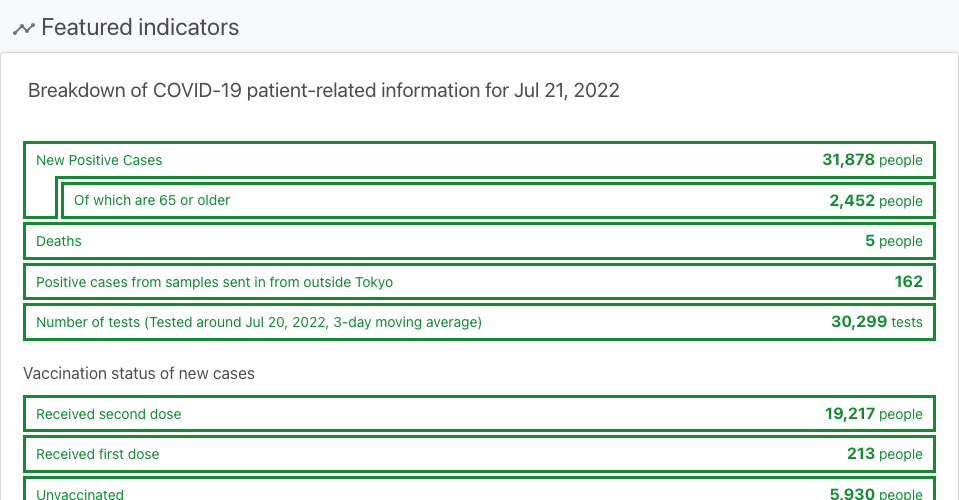 Featured indicators
Breakdown of COVID-19 patient-related information for Jul 21, 2022
New Positive Cases 31,878 people
Of which are 65 or older 2,452 people
Deaths 5 people
Positive cases from samples sent in from outside Tokyo 162
Number of tests (Tested around Jul 20, 2022, 3-day moving average) 30,299 tests
Vaccination status of new cases
Received second dose 19,217 people
Received first dose 213 people
Unvaccinated 5,930 people